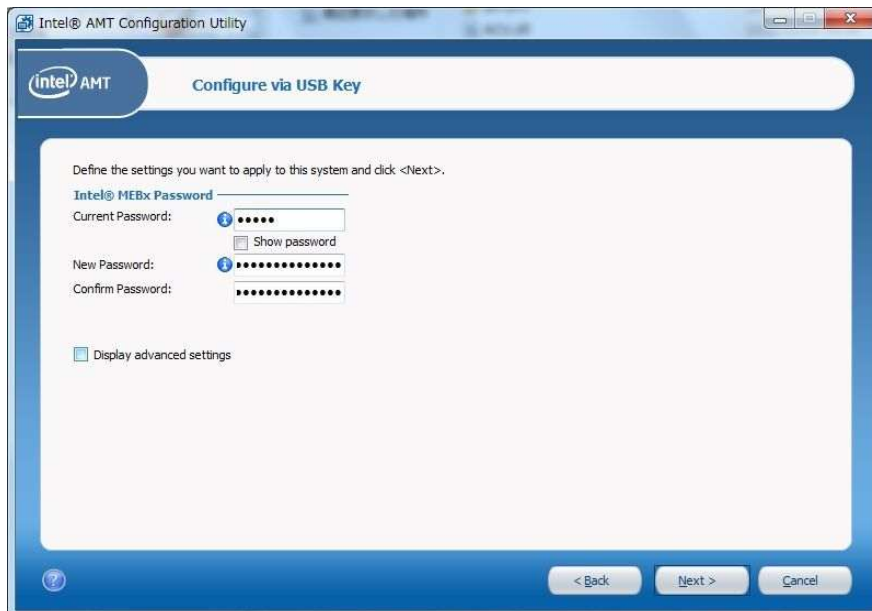 Intel® AMT Configuration Utility
intel AMT
Configure via USB Key
Define the settings you want to apply to this system and click <Next>.
Intel® MEBx Password
Current Password: •••••
Show password
New Password: ••••••••••••••
Confirm Password: ••••••••••••••
Display advanced settings
< Back Next > Cancel